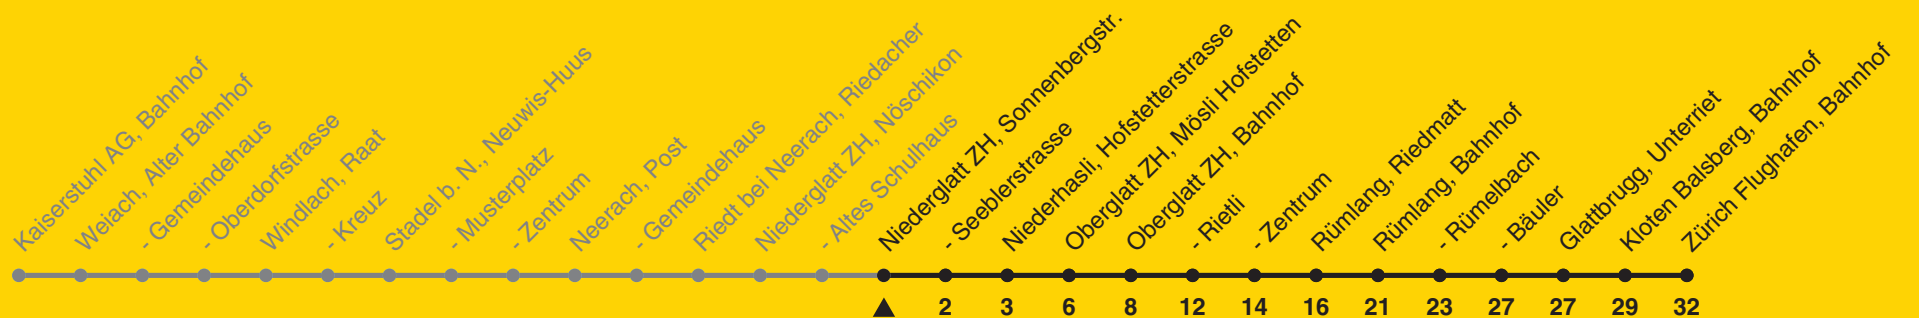 Kaiserstuhl AG, Bahnhof
Weiach, Alter Bahnhof
- Gemeindehaus
- Oberdorfstrasse
Windlach, Raat
- Kreuz
Stadel b. N., Neuwis-Huus
- Musterplatz
- Zentrum
Neerach, Post
- Gemeindehaus
Riedt bei Neerach, Riedacher
Niederglatt ZH, Nöschikon
- Altes Schulhaus
Niederglatt ZH, Sonnenbergstr.
- Seeblerstrasse
Niederhasli, Hofstetterstrasse
Oberglatt ZH, Mösli Hofstetten
Oberglatt ZH, Bahnhof
- Rietli
- Zentrum
Rümlang, Riedmatt
Rümlang, Bahnhof
- Rümelbach
- Bäuler
Glattbrugg, Unterriet
Kloten Balsberg, Bahnhof
Zürich Flughafen, Bahnhof
2 3 6 8 12 14 16 21 23 27 27 29 32